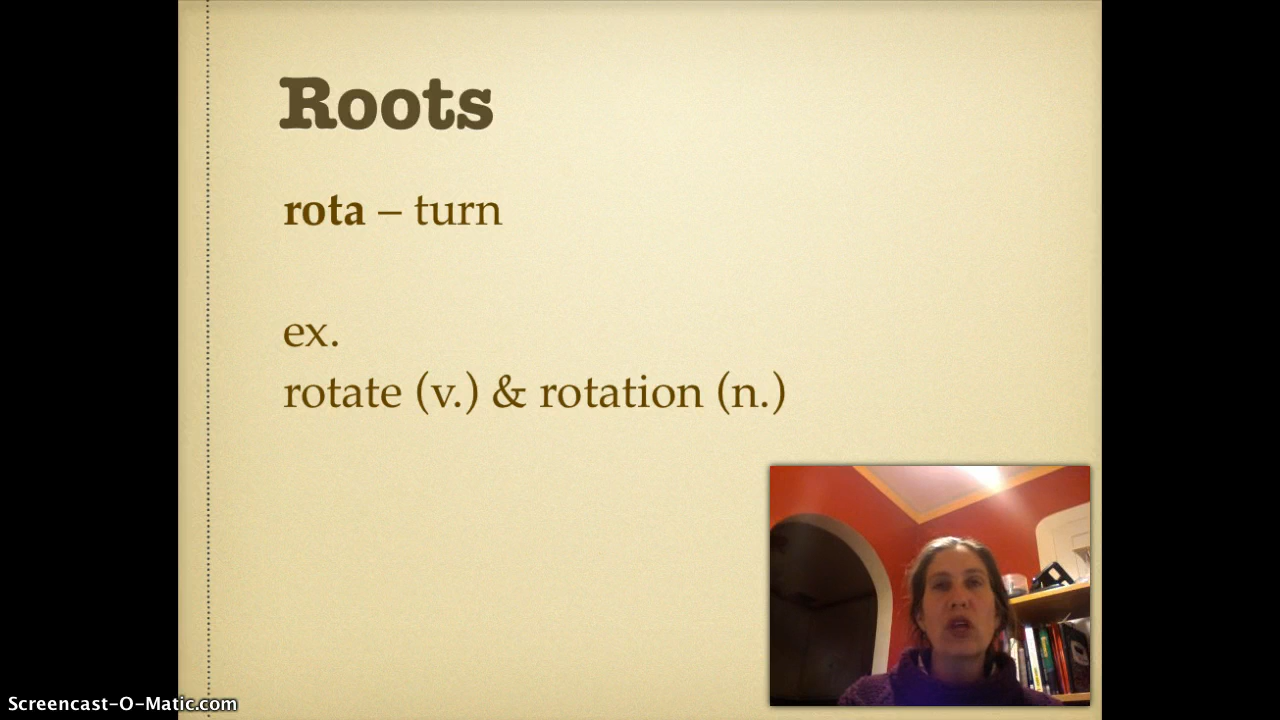 Roots
rota – turn
ex.
rotate (v.) & rotation (n.)
Screencast-O-Matic.com